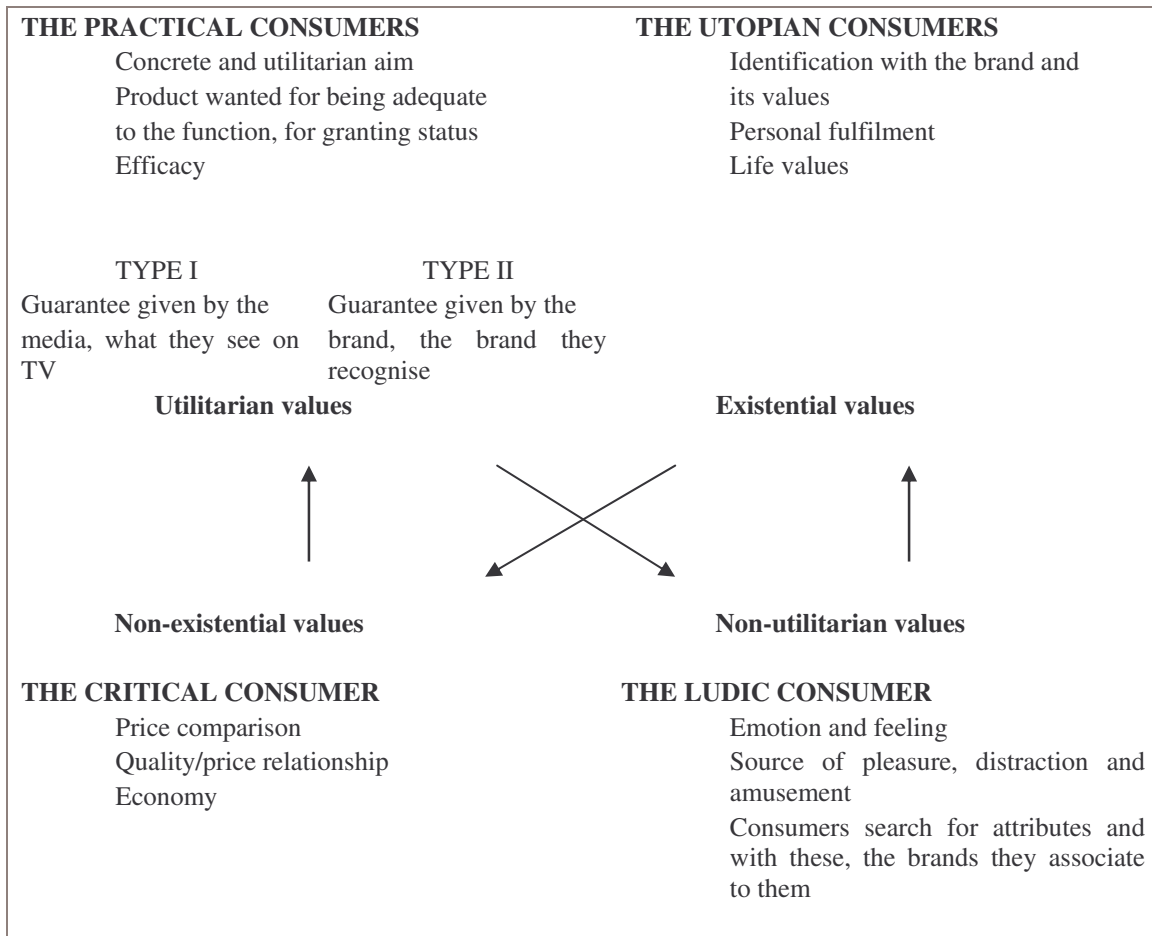 THE PRACTICAL CONSUMERS
Concrete and utilitarian aim
Product wanted for being adequate
to the function, for granting status
Efficacy
THE UTOPIAN CONSUMERS
Identification with the brand and
its values
Personal fulfilment
Life values
TYPE I
Guarantee given by the
media, what they see on
TV
TYPE II
Guarantee given by the
brand, the brand they
recognise
Utilitarian values
Existential values
Non-existential values
Non-utilitarian values
THE CRITICAL CONSUMER
Price comparison
Quality/price relationship
Economy
THE LUDIC CONSUMER
Emotion and feeling
Source of pleasure, distraction and
amusement
Consumers search for attributes and
with these, the brands they associate
to them